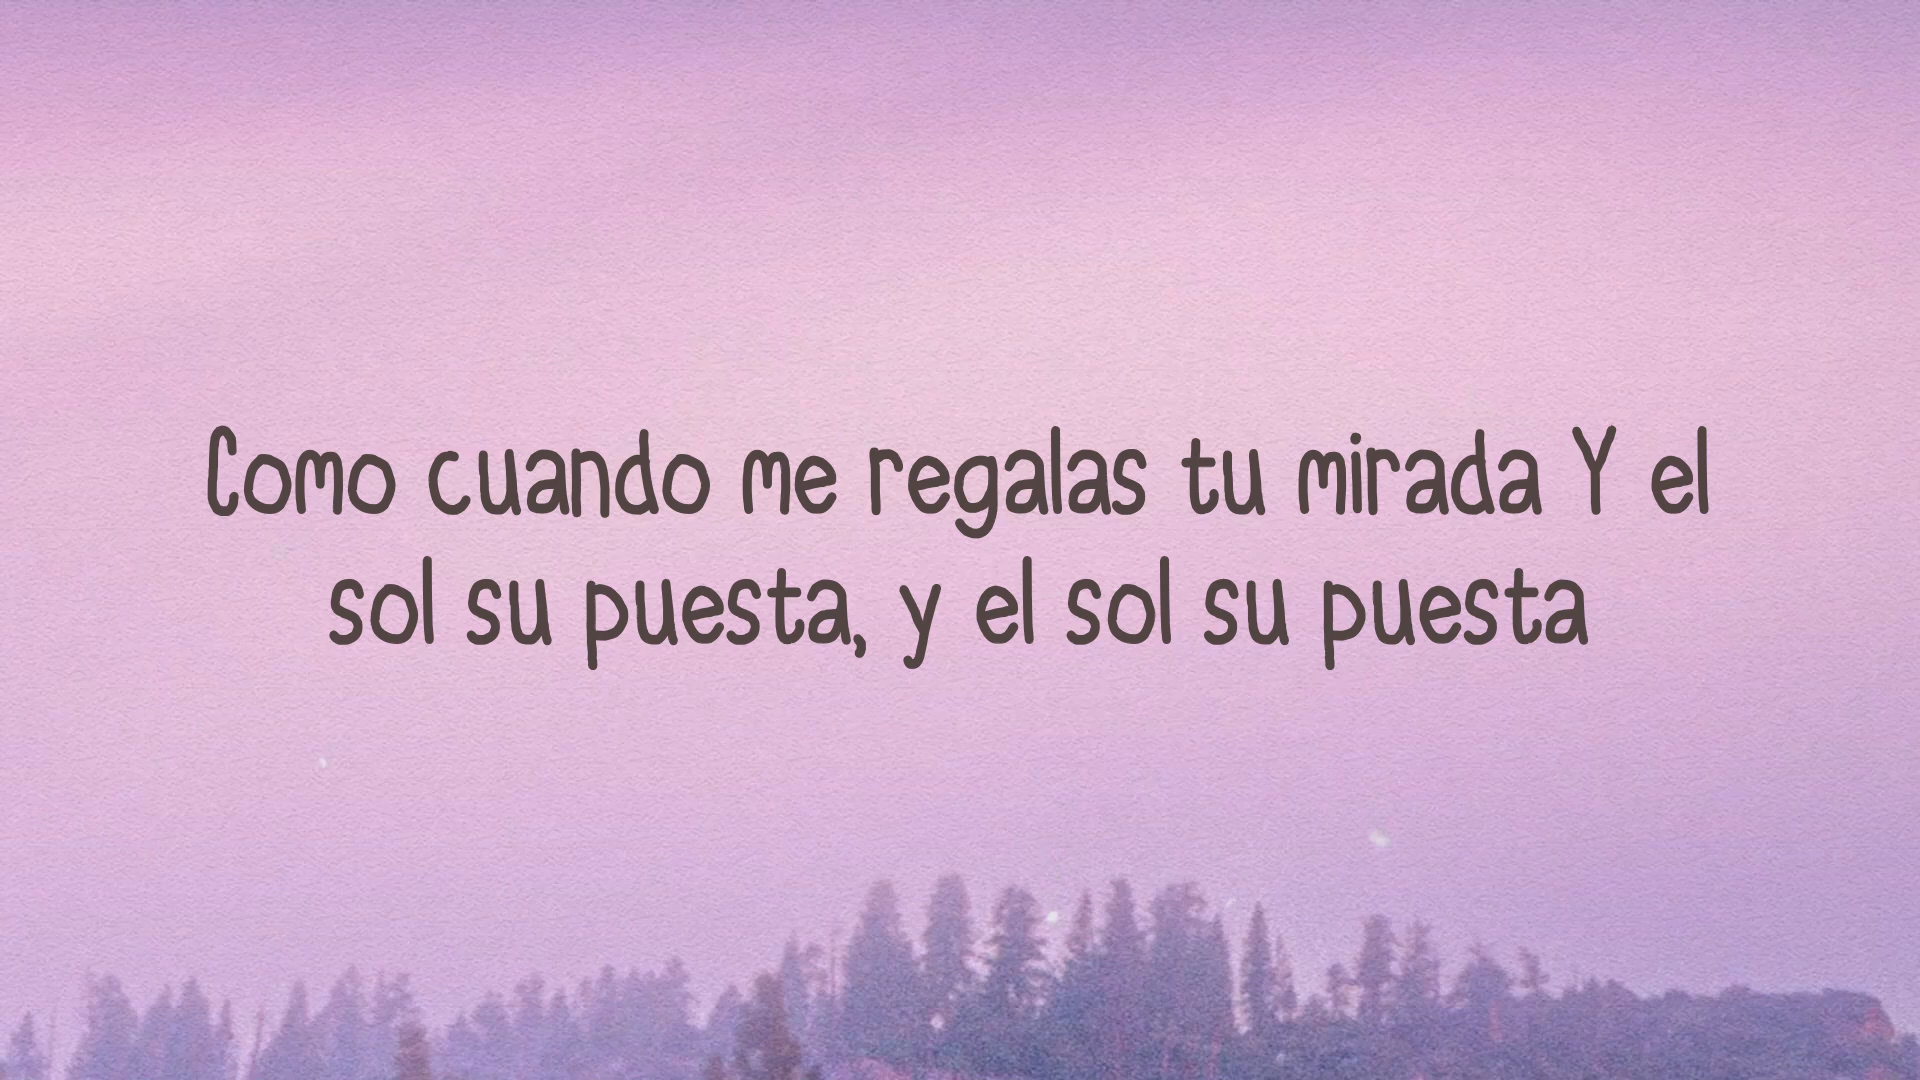 Como cuando me regalas tu mirada Y el
sol su puesta, y el sol su puesta